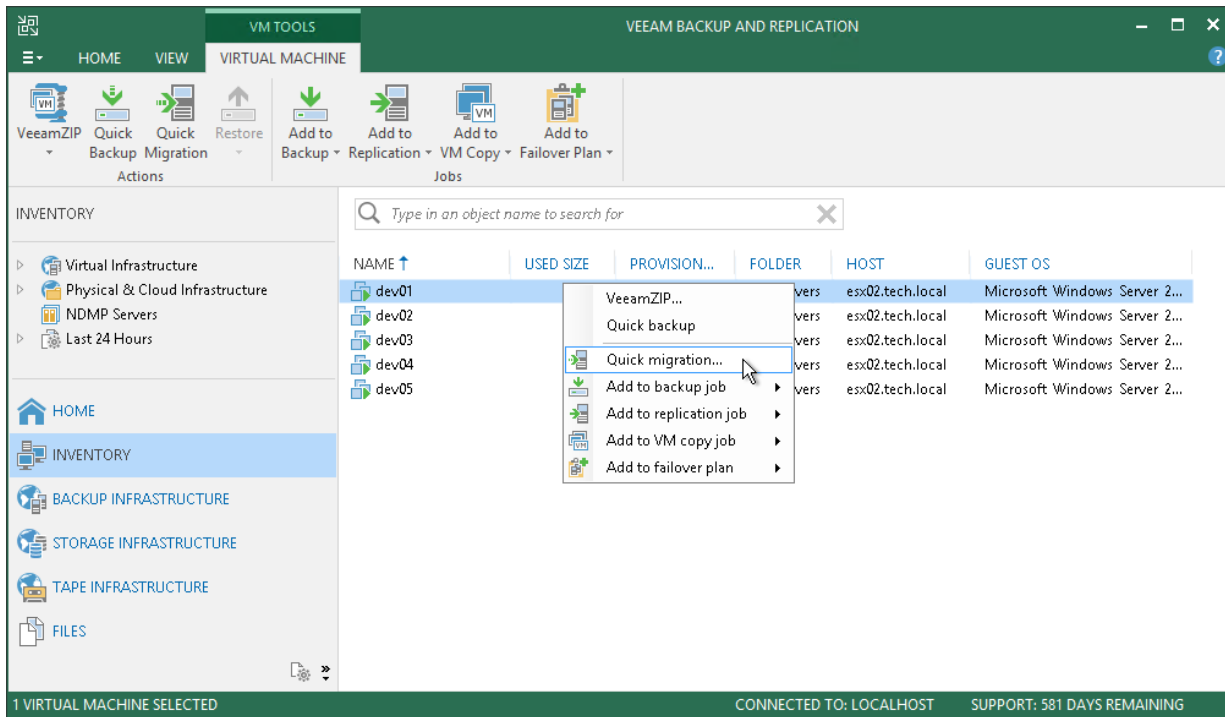 VM TOOLS
VEEAM BACKUP AND REPLICATION
HOME VIEW VIRTUAL MACHINE
VM VM
VeeamZIP Quick Backup Quick Migration Restore Add to Backup Add to Replication Add to VM Copy Add to Failover Plan
Actions Jobs
INVENTORY
Type in an object name to search for
Virtual Infrastructure
Physical & Cloud Infrastructure
NDMP Servers
Last 24 Hours
HOME
INVENTORY
BACKUP INFRASTRUCTURE
STORAGE INFRASTRUCTURE
TAPE INFRASTRUCTURE
FILES
NAME USED SIZE PROVISION... FOLDER HOST GUEST OS
dev01 vers esx02.tech.local Microsoft Windows Server 2...
dev02 vers esx02.tech.local Microsoft Windows Server 2...
dev03 vers esx02.tech.local Microsoft Windows Server 2...
dev04 vers esx02.tech.local Microsoft Windows Server 2...
dev05 vers esx02.tech.local Microsoft Windows Server 2...
VeeamZIP...
Quick backup
Quick migration...
Add to backup job
Add to replication job
Add to VM copy job
Add to failover plan
1 VIRTUAL MACHINE SELECTED CONNECTED TO: LOCALHOST SUPPORT: 581 DAYS REMAINING